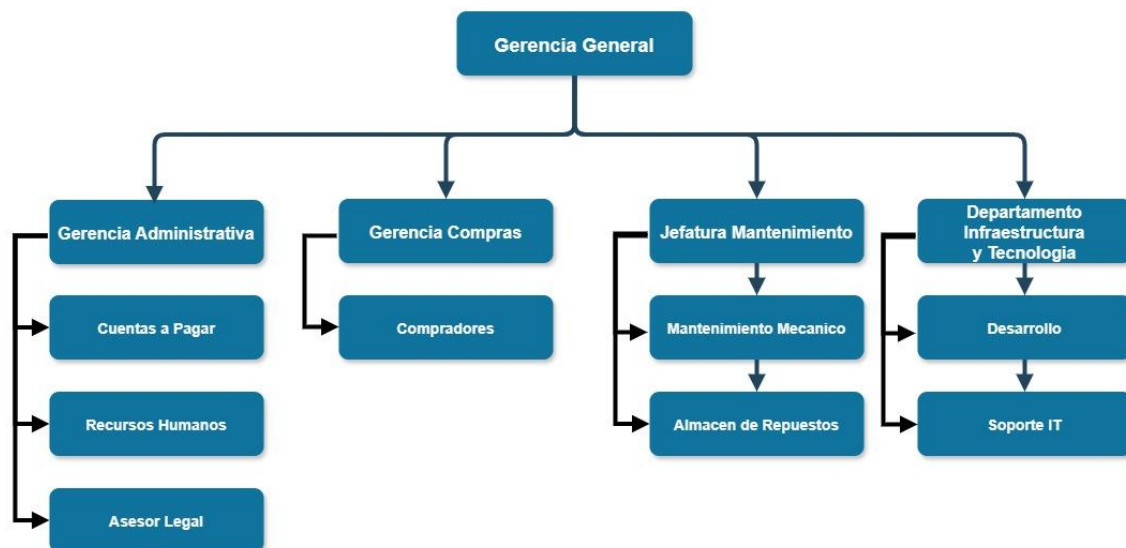 Gerencia General
Gerencia Administrativa
Gerencia Compras
Jefatura Mantenimiento
Departamento
Infraestructura
y Tecnologia
Cuentas a Pagar
Compradores
Mantenimiento Mecanico
Desarrollo
Recursos Humanos
Almacen de Repuestos
Soporte IT
Asesor Legal